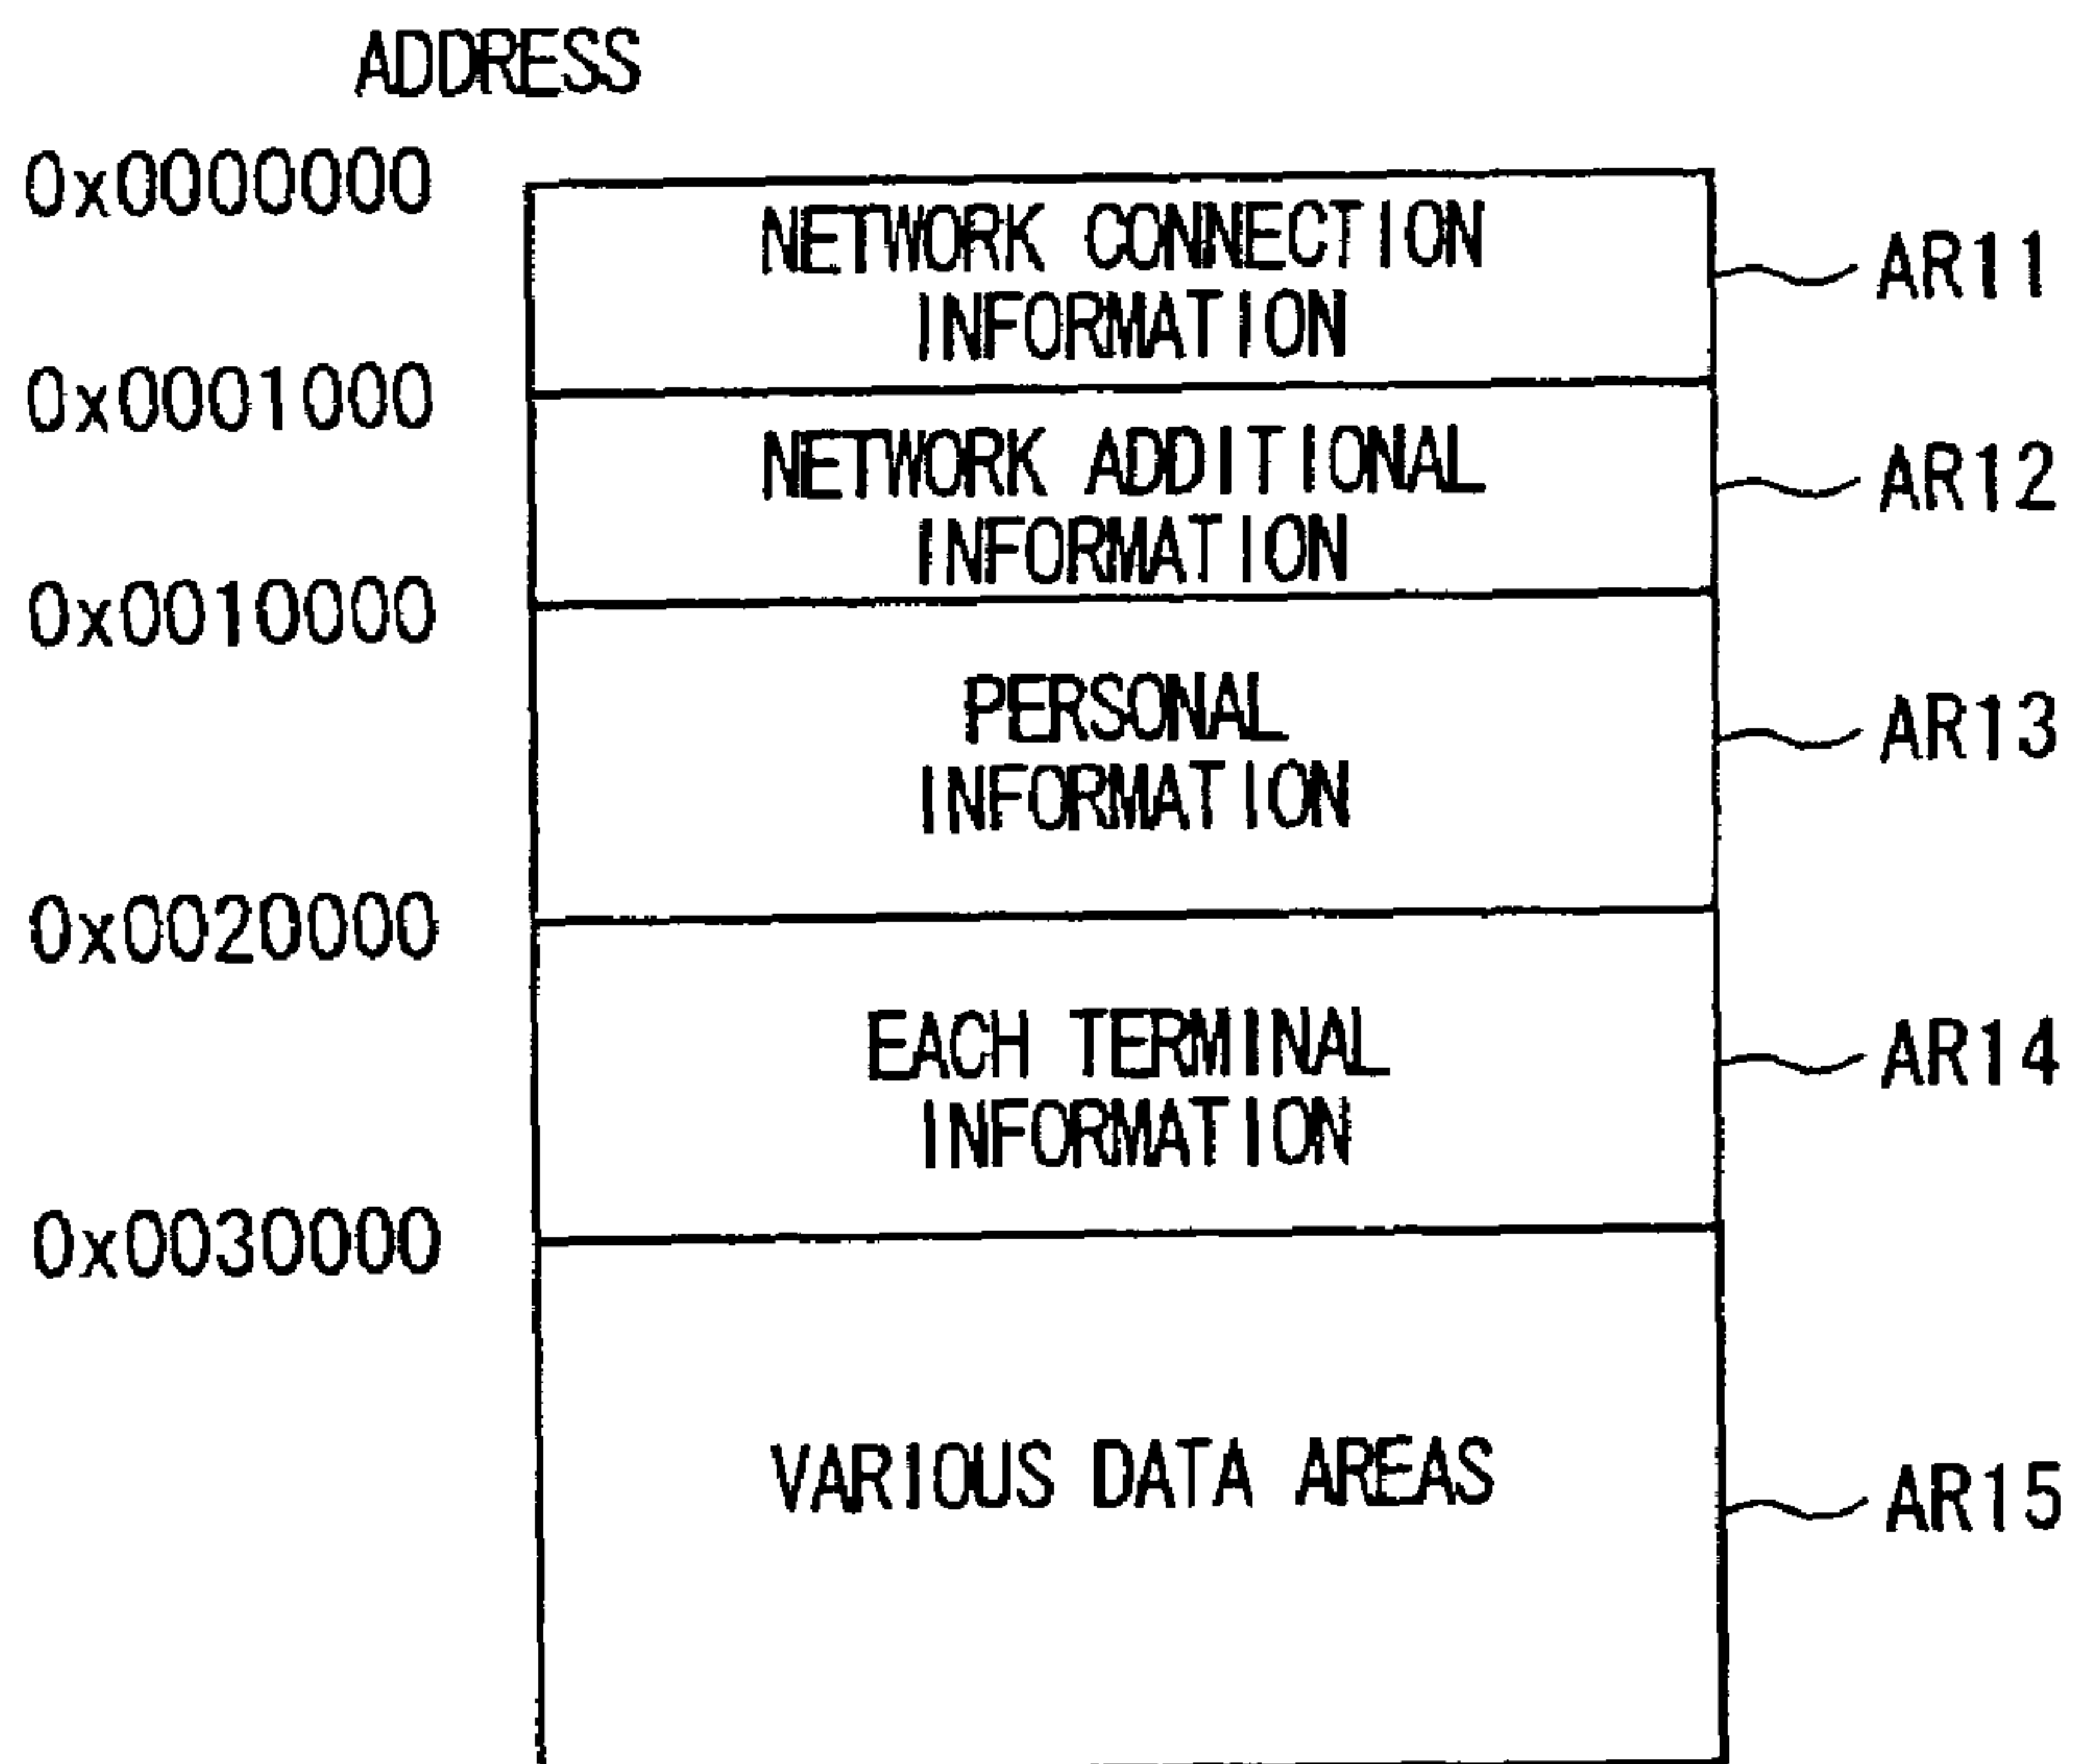 ADDRESS
0x0000000
NETWORK CONNECTION
INFORMATION
AR11
0x0001000
NETWORK ADDITIONAL
INFORMATION
AR12
0x0010000
PERSONAL
INFORMATION
AR13
0x0020000
EACH TERMINAL
INFORMATION
AR14
0x0030000
VARIOUS DATA AREAS
AR15